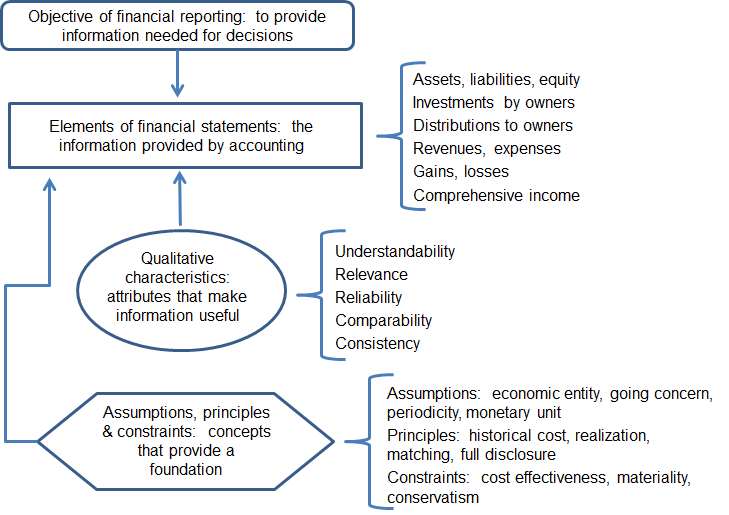 Objective of financial reporting:  to provide
information needed for decisions
Elements of financial statements:  the
information provided by accounting
Assets, liabilities, equity
Investments  by owners
Distributions to owners
Revenues, expenses
Gains, losses
Comprehensive income
Qualitative
characteristics:
attributes that make
information useful
Understandability
Relevance
Reliability
Comparability
Consistency
Assumptions, principles
& constraints:  concepts
that provide a
foundation
Assumptions:  economic entity, going concern,
periodicity, monetary unit
Principles:  historical cost, realization,
matching, full disclosure
Constraints:  cost effectiveness, materiality,
conservatism